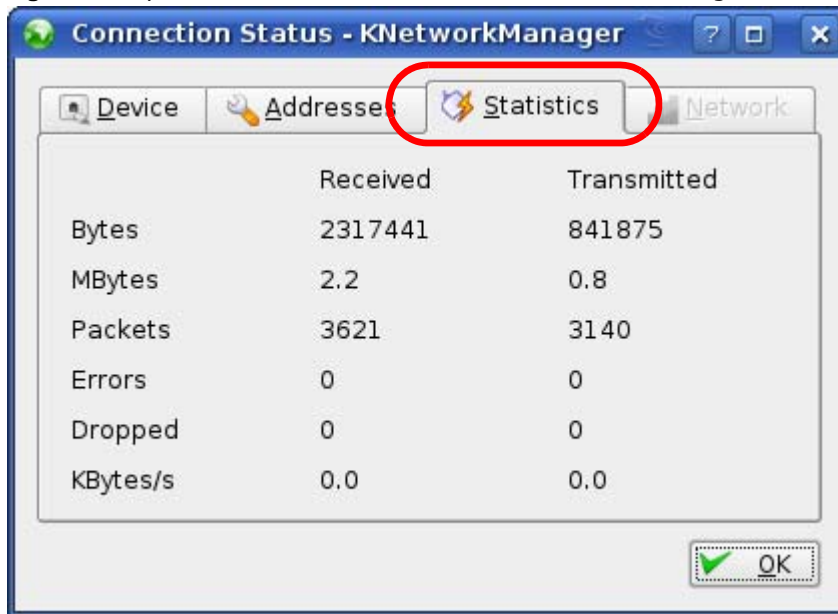 Connection Status - KNetworkManager
Device Addresses Statistics Network
Received Transmitted
Bytes 2317441 841875
MBytes 2.2 0.8
Packets 3621 3140
Errors 0 0
Dropped 0 0
KBytes/s 0.0 0.0
OK